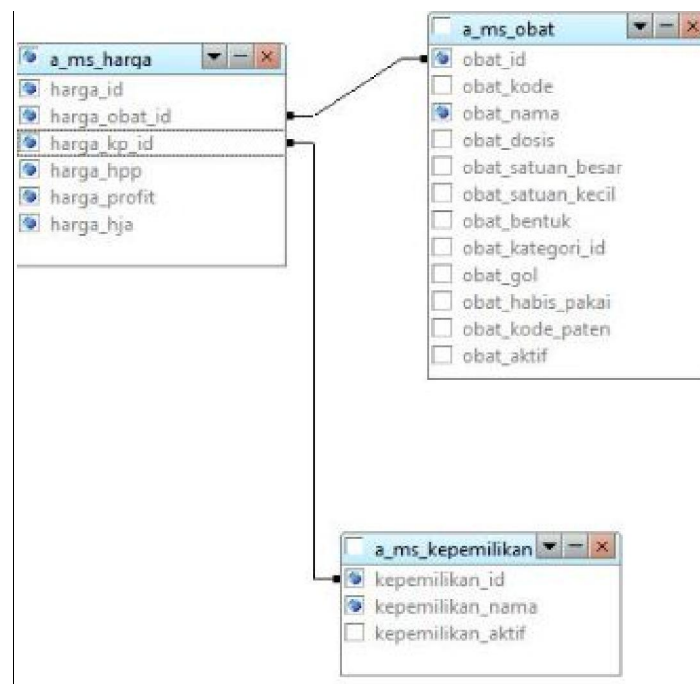 a_ms_harga
harga_id
harga_obat_id
harga_kp_id
harga_hpp
harga_profit
harga_hja
a_ms_obat
obat_id
obat_kode
obat_nama
obat_dosis
obat_satuan_besar
obat_satuan_kecil
obat_bentuk
obat_kategori_id
obat_gol
obat_habis_pakai
obat_kode_paten
obat_aktif
a_ms_kepemilikan
kepemilikan_id
kepemilikan_nama
kepemilikan_aktif